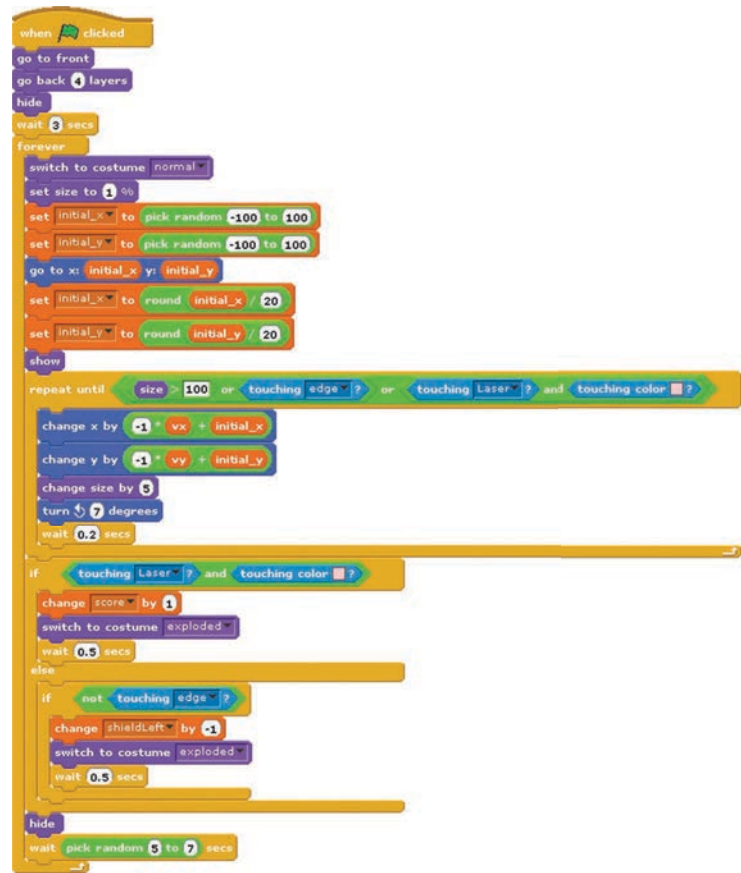 when clicked
go to front
go back 4 layers
hide
wait 3 secs
forever
switch to costume normal
set size to 1 %
set initial_x to pick random -100 to 100
set initial_y to pick random -100 to 100
go to x: initial_x y: initial_y
set initial_x to round initial_x / 20
set initial_y to round initial_y / 20
show
repeat until size > 100 or touching edge ? or touching Laser ? and touching color ?
change x by -1 * vx + initial_x
change y by -1 * vy + initial_y
change size by 5
turn 7 degrees
wait 0.2 secs
if touching Laser ? and touching color ?
change score by 1
switch to costume exploded
wait 0.5 secs
else
if not touching edge ?
change shieldLeft by -1
switch to costume exploded
wait 0.5 secs
hide
wait pick random 5 to 7 secs